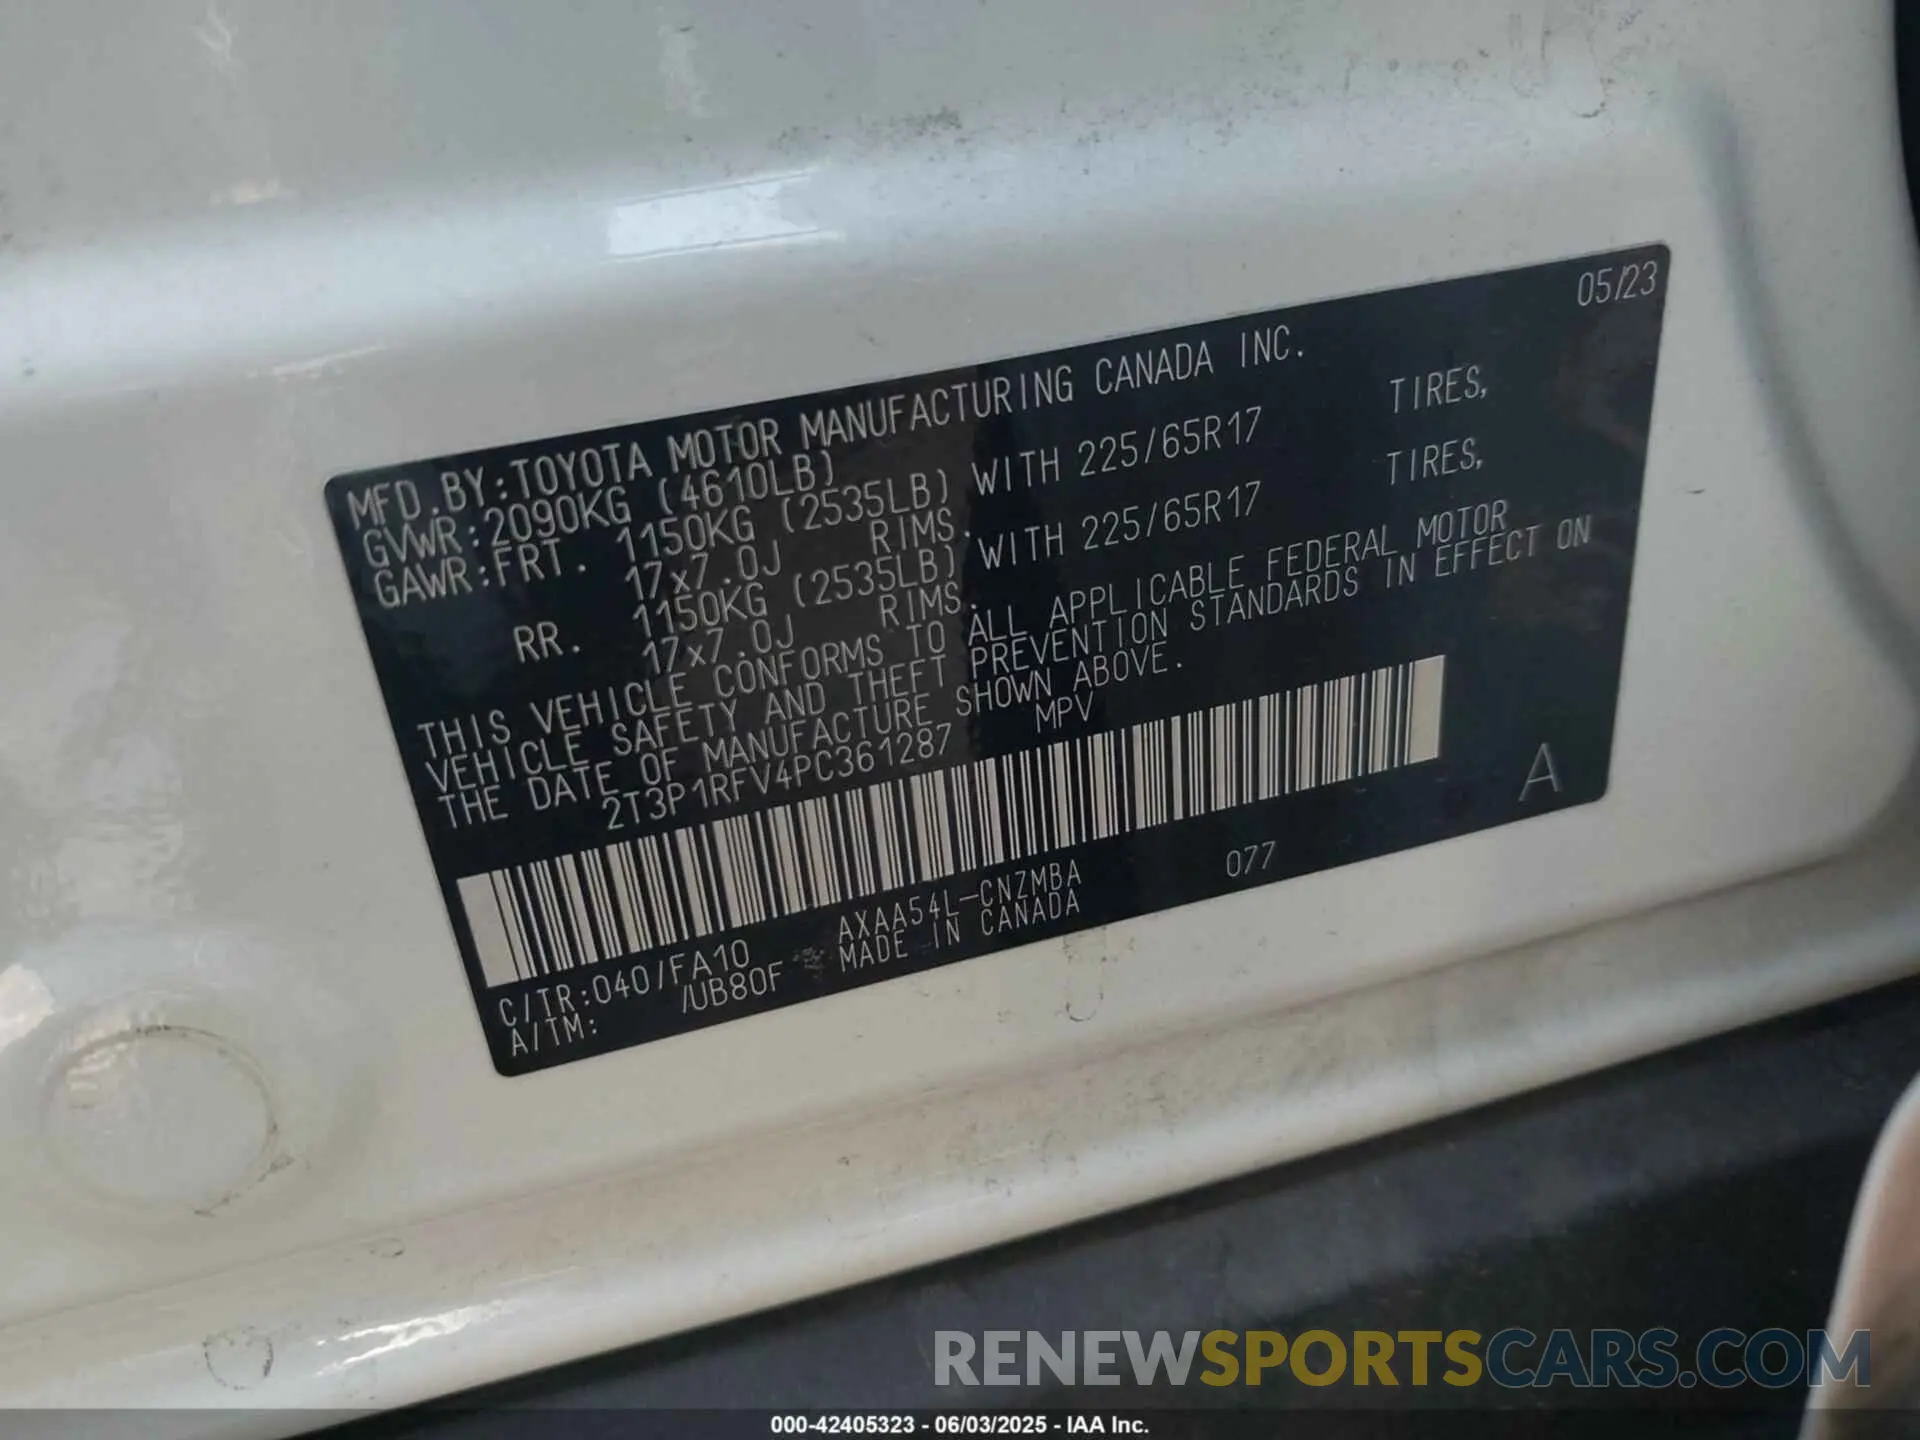 05/23
MFD.BY:TOYOTA MOTOR MANUFACTURING CANADA INC.
GVWR:2090KG (4610LB)
GAWR:FRT. 1150KG (2535LB) WITH 225/65R17 TIRES,
17x7.0J RIMS.
RR. 1150KG (2535LB) WITH 225/65R17 TIRES,
17x7.0J RIMS.
THIS VEHICLE CONFORMS TO ALL APPLICABLE FEDERAL MOTOR
VEHICLE SAFETY AND THEFT PREVENTION STANDARDS IN EFFECT ON
THE DATE OF MANUFACTURE SHOWN ABOVE.
2T3P1RFV4PC361287 MPV
A
C/TR:040/FA10 AXAA54L-CNZMBA 077
A/TM: /UB80F MADE IN CANADA
RENEWSPORTSCARS.COM
000-42405323 - 06/03/2025 - IAA Inc.